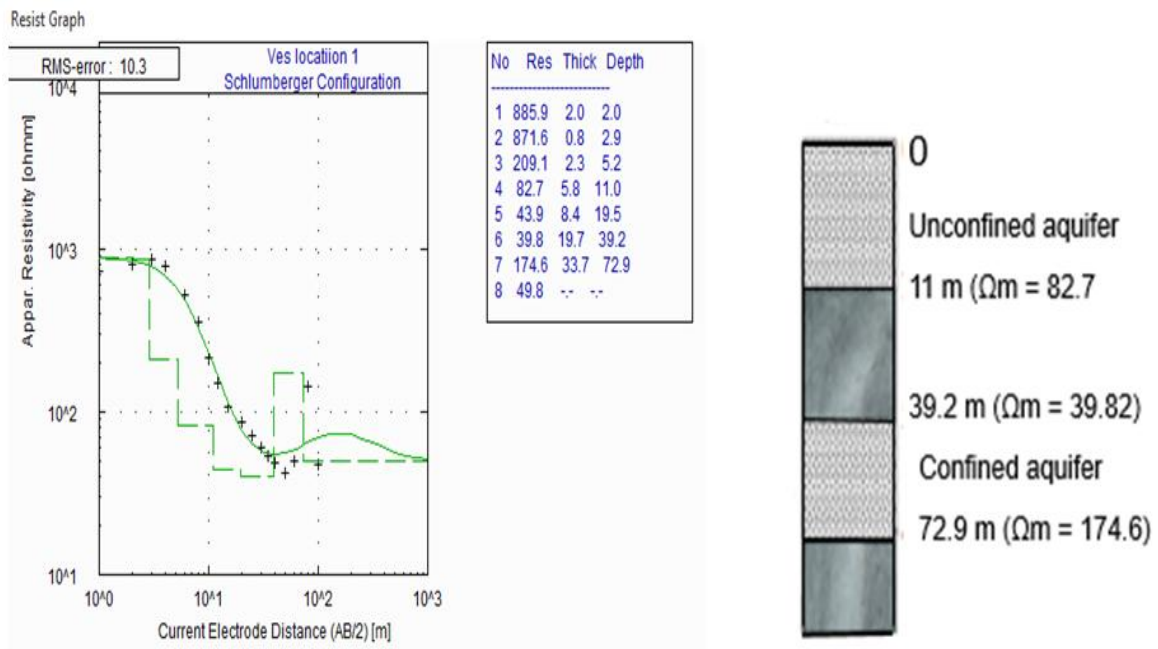 Resist Graph
RMS-error : 10.3
Ves locatiion 1
Schlumberger Configuration
Appar. Resistivity [ohmm]
10^4
10^3
10^2
10^1
10^0 10^1 10^2 10^3
Current Electrode Distance (AB/2) [m]
No Res Thick Depth
---------------------------
1 885.9 2.0 2.0
2 871.6 0.8 2.9
3 209.1 2.3 5.2
4 82.7 5.8 11.0
5 43.9 8.4 19.5
6 39.8 19.7 39.2
7 174.6 33.7 72.9
8 49.8 -.- -.-
0
Unconfined aquifer
11 m (Ωm = 82.7
39.2 m (Ωm = 39.82)
Confined aquifer
72.9 m (Ωm = 174.6)